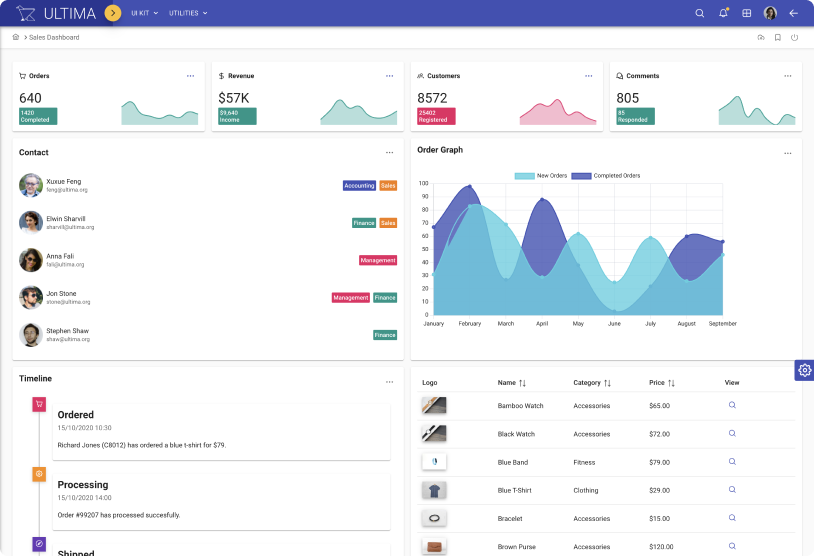 ULTIMA
UI KIT
UTILITIES
Sales Dashboard
Orders
640
1420
Completed
Revenue
$57K
$9,640
Income
Customers
8572
25402
Registered
Comments
805
85
Responded
Contact
Xuxue Feng
feng@ultima.org
Accounting Sales
Elwin Sharvill
sharvill@ultima.org
Finance Sales
Anna Fali
fali@ultima.org
Management
Jon Stone
stone@ultima.org
Management Finance
Stephen Shaw
shaw@ultima.org
Finance
Order Graph
New Orders Completed Orders
100
90
80
70
60
50
40
30
20
10
0
January February March April May June July August September
Timeline
Ordered
15/10/2020 10:30
Richard Jones (C8012) has ordered a blue t-shirt for $79.
Processing
15/10/2020 14:00
Order #99207 has processed succesfully.
Shipped
Logo Name Category Price View
Bamboo Watch Accessories $65.00
Black Watch Accessories $72.00
Blue Band Fitness $79.00
Blue T-Shirt Clothing $29.00
Bracelet Accessories $15.00
Brown Purse Accessories $120.00